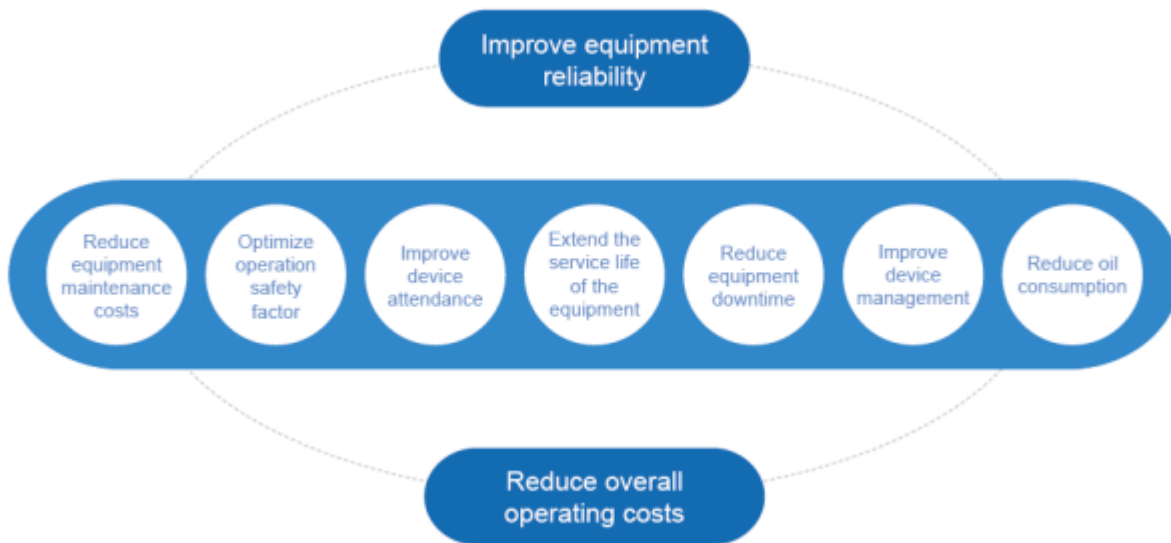 Improve equipment
reliability
Reduce
equipment
maintenance
costs
Optimize
operation
safety
factor
Improve
device
attendance
Extend the
service life
of the
equipment
Reduce
equipment
downtime
Improve
device
management
Reduce oil
consumption
Reduce overall
operating costs